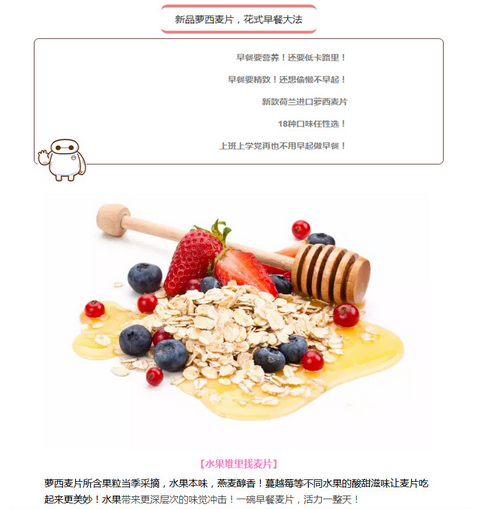 新品萝西麦片，花式早餐大法
早餐要营养！还要低卡路里！
早餐要精致！还想偷懒不早起！
新款荷兰进口萝西麦片
18种口味任性选！
上班上学党再也不用早起做早餐！
【水果堆里找麦片】
萝西麦片所含果粒当季采摘，水果本味，燕麦醇香！蔓越莓等不同水果的酸甜滋味让麦片吃
起来更美妙！水果带来更深层次的味觉冲击！一碗早餐麦片，活力一整天！